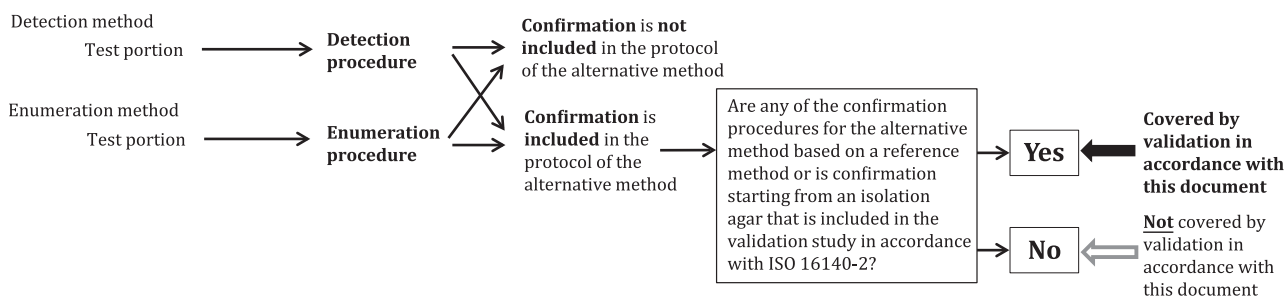 Detection method
Test portion
Detection
procedure
Confirmation is not
included in the protocol
of the alternative method
Enumeration method
Test portion
Enumeration
procedure
Confirmation is
included in the
protocol of the
alternative method
Are any of the confirmation
procedures for the alternative
method based on a reference
method or is confirmation
starting from an isolation
agar that is included in the
validation study in accordance
with ISO 16140-2?
Yes
Covered by
validation in
accordance with
this document
No
Not covered by
validation in
accordance with
this document